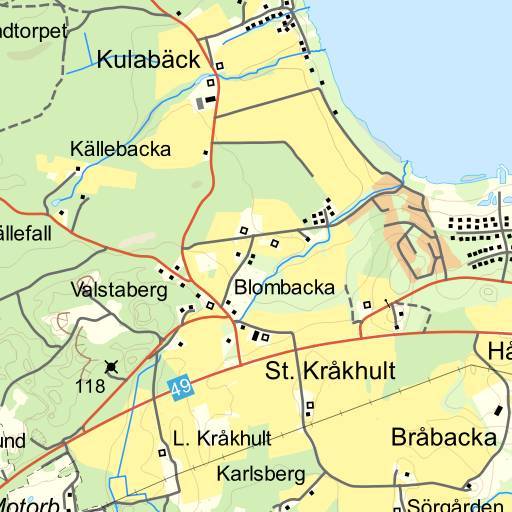 ndtorpet
Kulabäck
Källebacka
ällefall
Valstaberg
Blombacka
118
49
St. Kråkhult
Hå
L. Kråkhult
Bråbacka
und
Karlsberg
Motorb
Sörgården